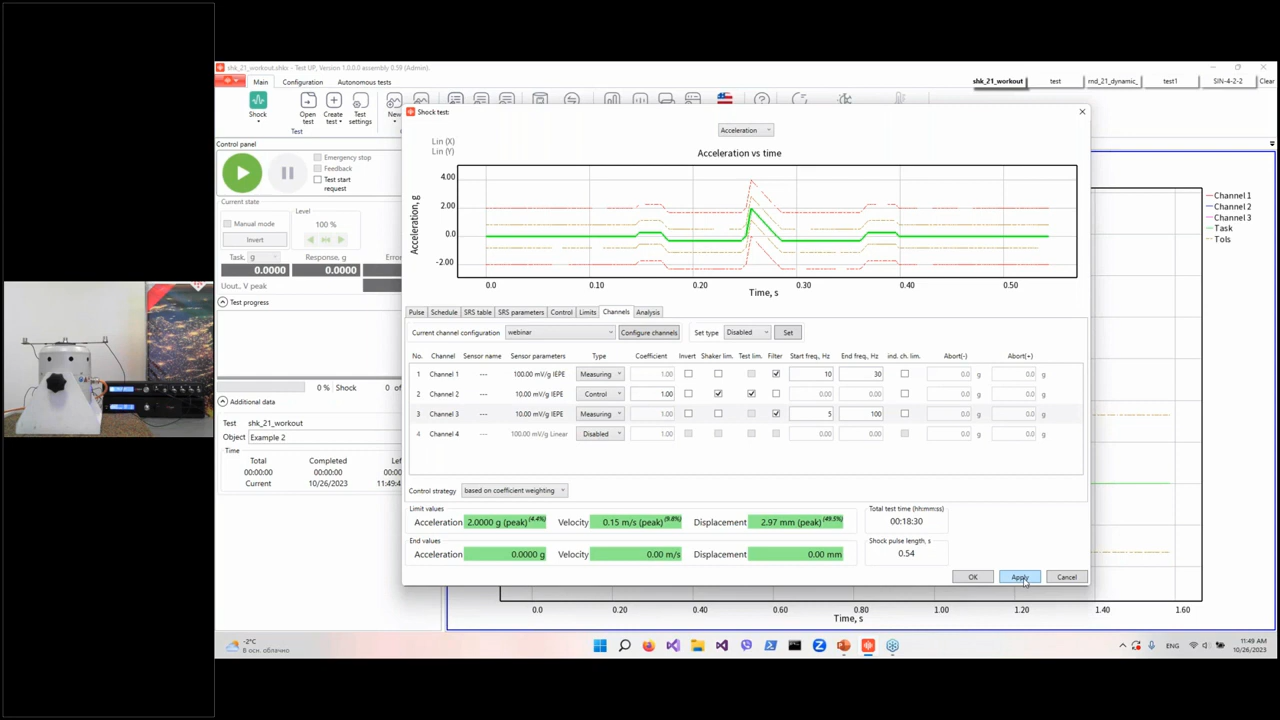 shk_21_workout.shkx - Test UP, Version 1.0.0.0 assembly 0.59 (Admin).
Main Configuration Autonomous tests
shk_21_workout test rnd_21_dynamic_ test1 SIN-4-2-2 Clear
Shock
Open test
Create test
Test settings
New
Test
Control panel
Emergency stop
Feedback
Test start request
Current state
Manual mode
Invert
Level
100 %
Task, g
Response, g
0.0000 0.0000
Uout., V peak
Test progress
0 % Shock 0 of
Additional data
Test shk_21_workout
Object Example 2
Time
Total Completed
00:00:00 00:00:00
Current 10/26/2023
Shock test:
Acceleration
Lin (X)
Lin (Y)
Acceleration vs time
Acceleration, g
4.00
2.00
0.0
-2.00
0.0 0.10 0.20 0.30 0.40 0.50
Time, s
Pulse Schedule SRS table SRS parameters Control Limits Channels Analysis
Current channel configuration webinar Configure channels Set type Disabled Set
No. Channel Sensor name Sensor parameters Type Coefficient Invert Shaker lim. Test lim. Filter Start freq., Hz End freq., Hz ind. ch. lim. Abort(-) Abort(+)
1 Channel 1 --- 100.00 mV/g IEPE Measuring 1.00 10 30 0.0 g 0.0 g
2 Channel 2 --- 10.00 mV/g IEPE Control 1.00 0.00 0.00 0.0 g 0.0 g
3 Channel 3 --- 10.00 mV/g IEPE Measuring 1.00 5 100 0.0 g 0.0 g
4 Channel 4 --- 100.00 mV/g Linear Disabled 1.00 0.00 0.00 0.0 g 0.0 g
Control strategy based on coefficient weighting
Limit values
Acceleration 2.0000 g (peak) (4.4%) Velocity 0.15 m/s (peak) (9.8%) Displacement 2.97 mm (peak) (49.5%)
Total test time (hh:mm:ss)
00:18:30
End values
Acceleration 0.0000 g Velocity 0.00 m/s Displacement 0.00 mm
Shock pulse length, s
0.54
OK Apply Cancel
Channel 1
Channel 2
Channel 3
Task
Tols
0.0 0.20 0.40 0.60 0.80 1.00 1.20 1.40 1.60
Time, s
-2°C
В осн. облачно
ENG
11:49 AM
10/26/2023